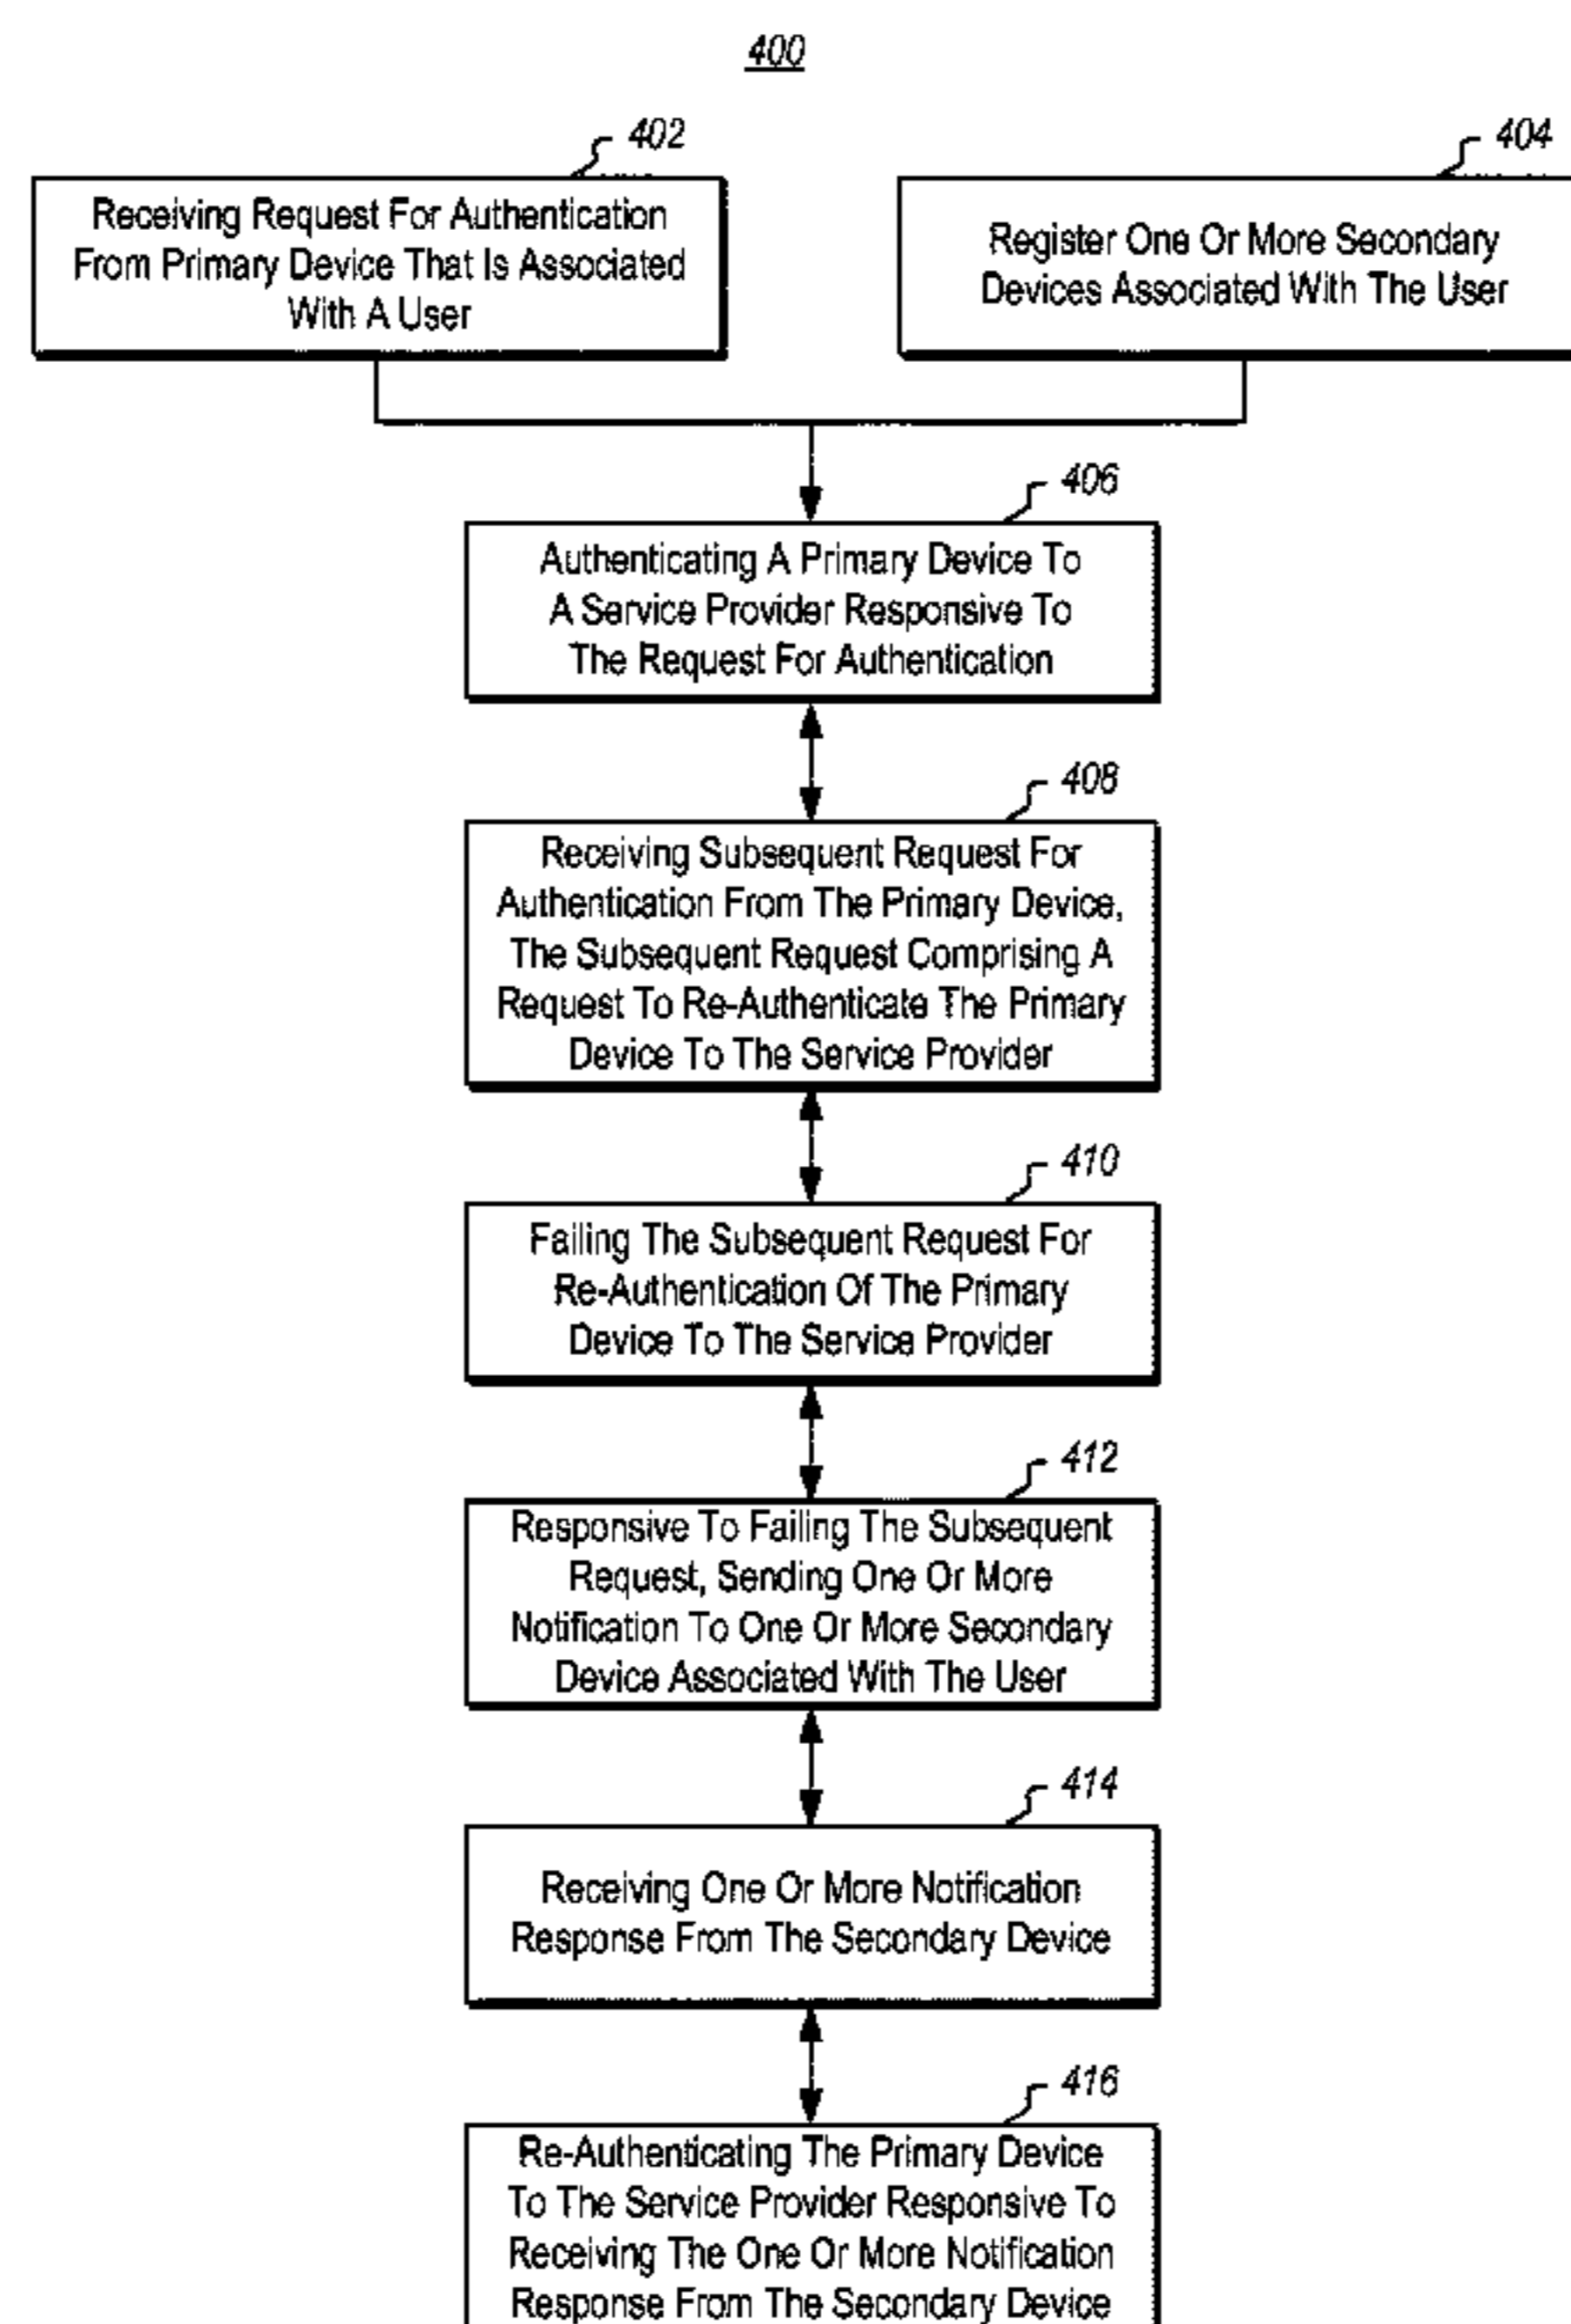 400
402
Receiving Request For Authentication
From Primary Device That Is Associated
With A User
404
Register One Or More Secondary
Devices Associated With The User
406
Authenticating A Primary Device To
A Service Provider Responsive To
The Request For Authentication
408
Receiving Subsequent Request For
Authentication From The Primary Device,
The Subsequent Request Comprising A
Request To Re-Authenticate The Primary
Device To The Service Provider
410
Failing The Subsequent Request For
Re-Authentication Of The Primary
Device To The Service Provider
412
Responsive To Failing The Subsequent
Request, Sending One Or More
Notification To One Or More Secondary
Device Associated With The User
414
Receiving One Or More Notification
Response From The Secondary Device
416
Re-Authenticating The Primary Device
To The Service Provider Responsive To
Receiving The One Or More Notification
Response From The Secondary Device